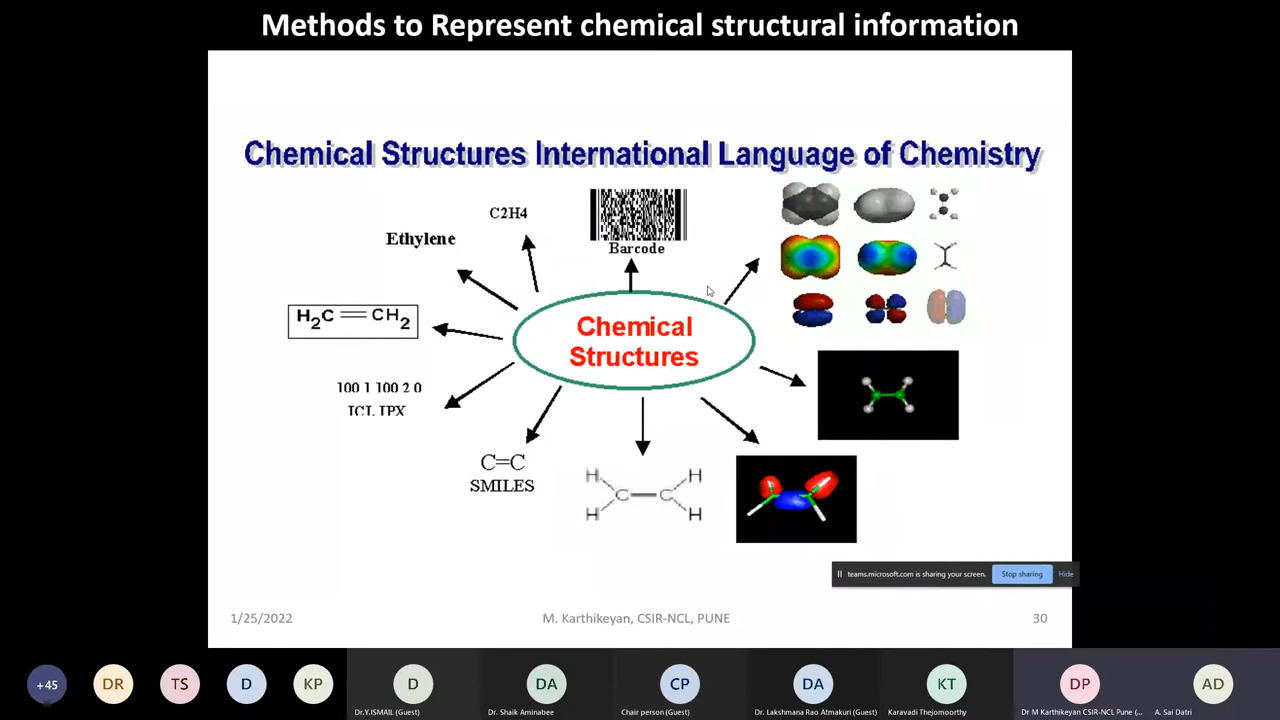 Methods to Represent chemical structural information
Chemical Structures International Language of Chemistry
C2H4
Ethylene
Barcode
H2C CH2
Chemical
Structures
100 1 100 2 0
C=C
SMILES
H H
C C
H H
teams.microsoft.com is sharing your screen.
Stop sharing
Hide
1/25/2022
M. Karthikeyan, CSIR-NCL, PUNE
30
+45
DR
TS
D
KP
D
DA
CP
DA
KT
DP
AD
Dr.Y.ISMAIL (Guest)
Dr. Shaik Aminabee
Chair person (Guest)
Dr. Lakshmana Rao Atmakuri (Guest)
Karavadi Thejomoorthy
Dr M Karthikeyan CSIR-NCL Pune (...
A. Sai Datri